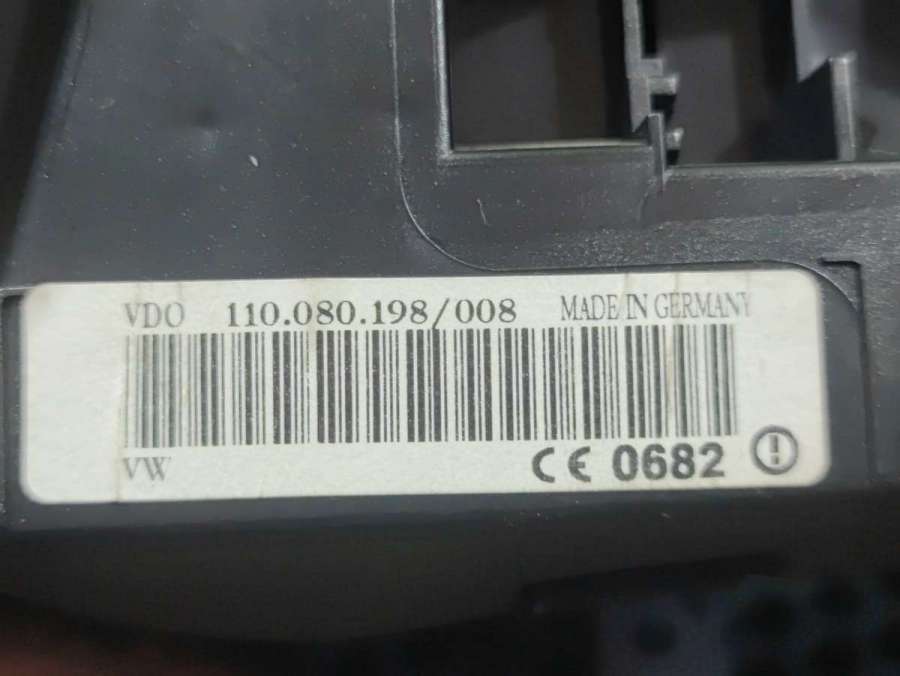 VDO 110.080.198/008 MADE IN GERMANY
VW CE 0682